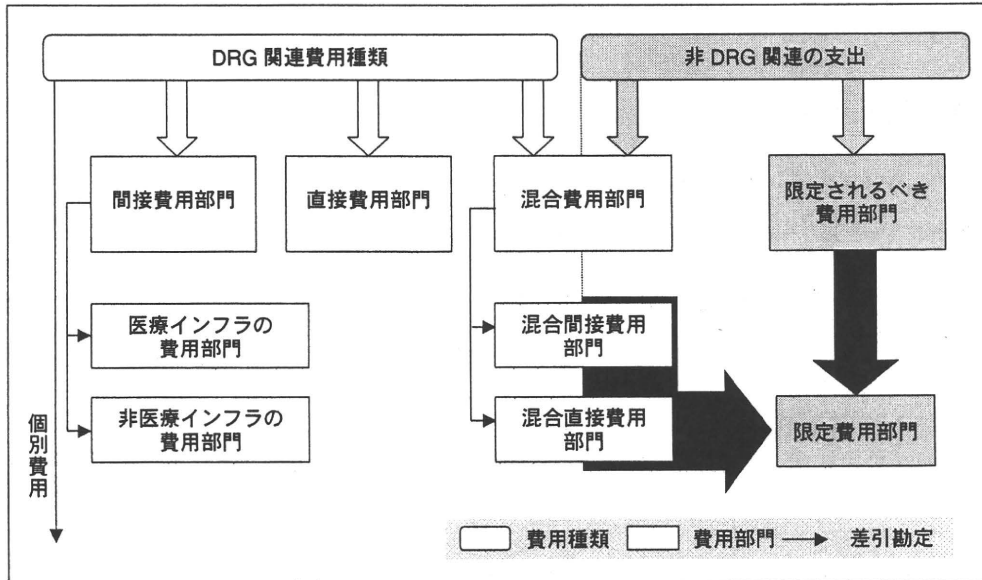 DRG 関連費用種類
非 DRG 関連の支出
間接費用部門
直接費用部門
混合費用部門
限定されるべき
費用部門
医療インフラの
費用部門
混合間接費用
部門
非医療インフラの
費用部門
混合直接費用
部門
限定費用部門
個別費用
費用種類
費用部門
差引勘定